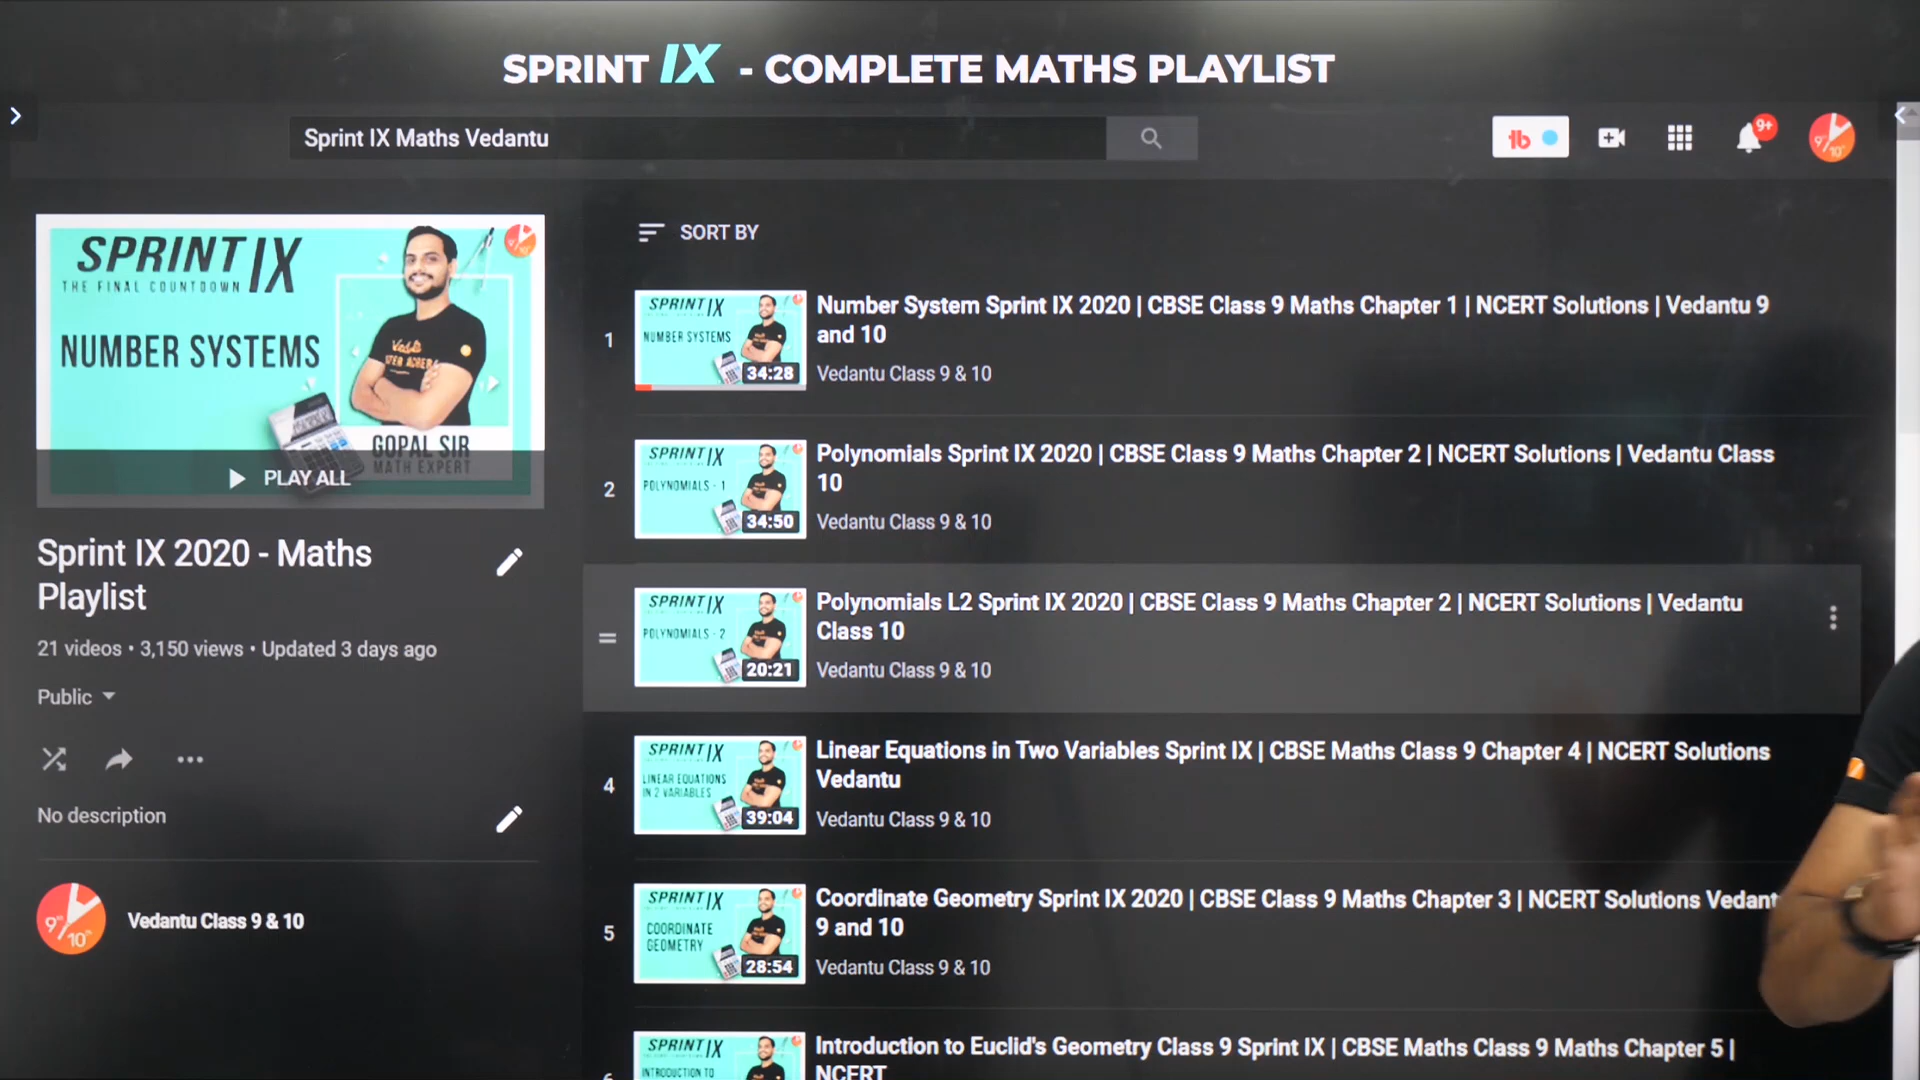 SPRINT IX - COMPLETE MATHS PLAYLIST
Sprint IX Maths Vedantu
9+
SPRINT IX
THE FINAL COUNTDOWN
NUMBER SYSTEMS
GOPAL SIR
MATH EXPERT
PLAY ALL
Sprint IX 2020 - Maths
Playlist
21 videos • 3,150 views • Updated 3 days ago
Public
No description
9th
10th
Vedantu Class 9 & 10
SORT BY
1
SPRINT IX
NUMBER SYSTEMS
34:28
Number System Sprint IX 2020 | CBSE Class 9 Maths Chapter 1 | NCERT Solutions | Vedantu 9
and 10
Vedantu Class 9 & 10
2
SPRINT IX
POLYNOMIALS - 1
34:50
Polynomials Sprint IX 2020 | CBSE Class 9 Maths Chapter 2 | NCERT Solutions | Vedantu Class
10
Vedantu Class 9 & 10
SPRINT IX
POLYNOMIALS - 2
20:21
Polynomials L2 Sprint IX 2020 | CBSE Class 9 Maths Chapter 2 | NCERT Solutions | Vedantu
Class 10
Vedantu Class 9 & 10
4
SPRINT IX
LINEAR EQUATIONS
IN 2 VARIABLES
39:04
Linear Equations in Two Variables Sprint IX | CBSE Maths Class 9 Chapter 4 | NCERT Solutions
Vedantu
Vedantu Class 9 & 10
5
SPRINT IX
COORDINATE
GEOMETRY
28:54
Coordinate Geometry Sprint IX 2020 | CBSE Class 9 Maths Chapter 3 | NCERT Solutions Vedant
9 and 10
Vedantu Class 9 & 10
SPRINT IX
INTRODUCTION TO
Introduction to Euclid's Geometry Class 9 Sprint IX | CBSE Maths Class 9 Maths Chapter 5 |
NCERT